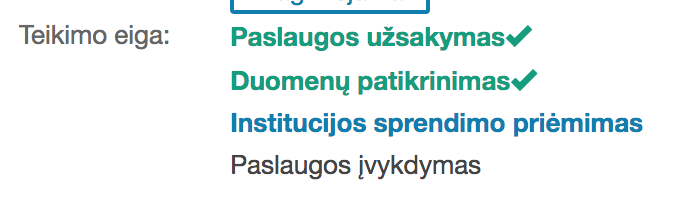 Teikimo eiga: Paslaugos užsakymas✔
Duomenų patikrinimas✔
Institucijos sprendimo priėmimas
Paslaugos įvykdymas